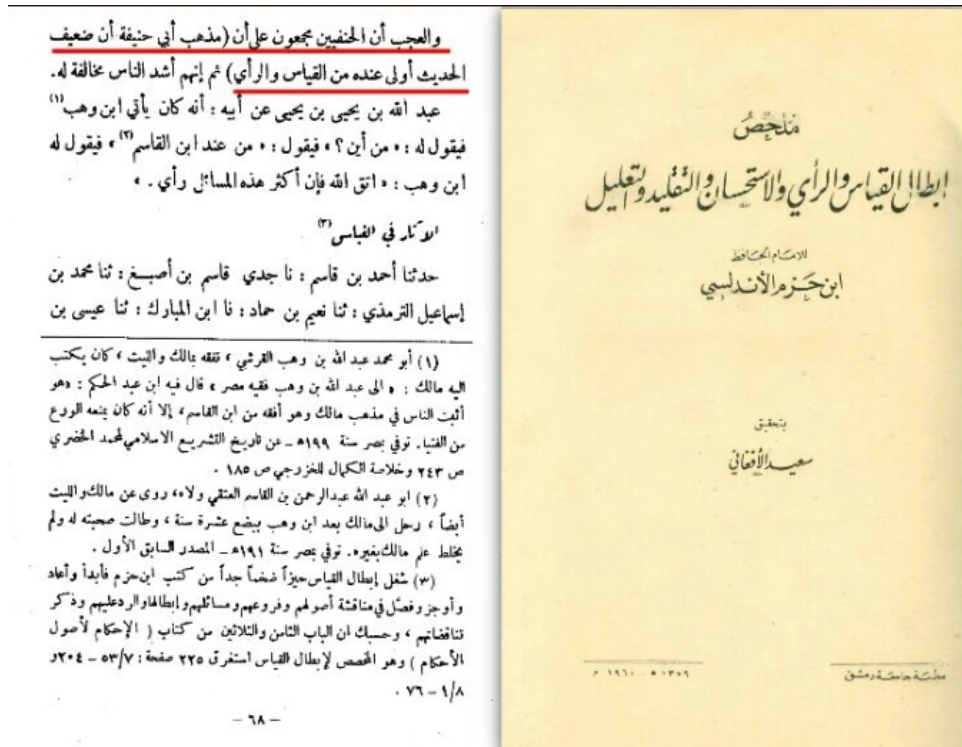 والعجب أن الحنفيين مجمعون على أن (مذهب أبي حنيفة أن ضعيف
الحديث أولى عنده من القياس والرأي) ثم إنهم أشد الناس مخالفة له.
عبد الله بن يحيى بن يحيى عن أبيه : أنه كان يأتي ابن وهب (١)
فيقول له : « من أين ؟ » فيقول : « من عند ابن القاسم (٢) » فيقول له
ابن وهب : « اتق الله فإن أكثر هذه المسائل رأي . »
الآثار في القياس (٣)
حدثنا أحمد بن قاسم : نا جدي قاسم بن أصبغ : ثنا محمد بن
إسماعيل الترمذي : ثنا نعيم بن حماد : نا ابن المبارك : ثنا عيسى بن
(١) أبو محمد عبد الله بن وهب القرشي ، تفقه بمالك والليث ، كان يكتب
اليه مالك : « الى عبد الله بن وهب فقيه مصر » قال فيه ابن عبد الحكم : «هو
أثبت الناس في مذهب مالك وهو أفقه من ابن القاسم، إلا أنه كان يمنعه الورع
من الفتيا. توفي بمصر سنة ١٩٩هـ ـ عن تاريخ التشريع الاسلامي لمحمد الخضري
ص ٢٤٣ وخلاصة الكمال للخزرجي ص ١٨٥ .
(٢) ابو عبد الله عبدالرحمن بن القاسم العتقي ولاء، روى عن مالك والليث
أيضاً ، رحل الى مالك بعد ابن وهب ببضع عشرة سنة ، وطالت صحبته له ولم
يخلط علم مالك بغيره. توفي بمصر سنة ١٩١هـ ـ المصدر السابق الأول .
(٣) شغل إبطال القياس حيزاً ضخماً جداً من كتب ابن حزم فأبدأ وأعاد
وأوجز وفصّل في مناقشة أصولهم وفروعهم ومسائلهم وإبطالها والرد عليهم وذكر
تناقضاتهم ، وحسبك ان الباب الثامن والثلاثين من كتاب ( الإحكام لأصول
الأحكام ) وهو المخصص لإبطال القياس استغرق ٢٢٥ صفحة : ٥٣/٧ – ٢٠٤ و
١/٨ – ٧٦ .
– ٦٨ –
ملخص
إبطال القياس والرأي والاستحسان والتقليد والتعليل
للامام الحافظ
ابن حزم الأندلسي
بتحقيق
سعيد الأفغاني
مطبعة جامعة دمشق
١٣٧٩ هـ ١٩٦٠ م